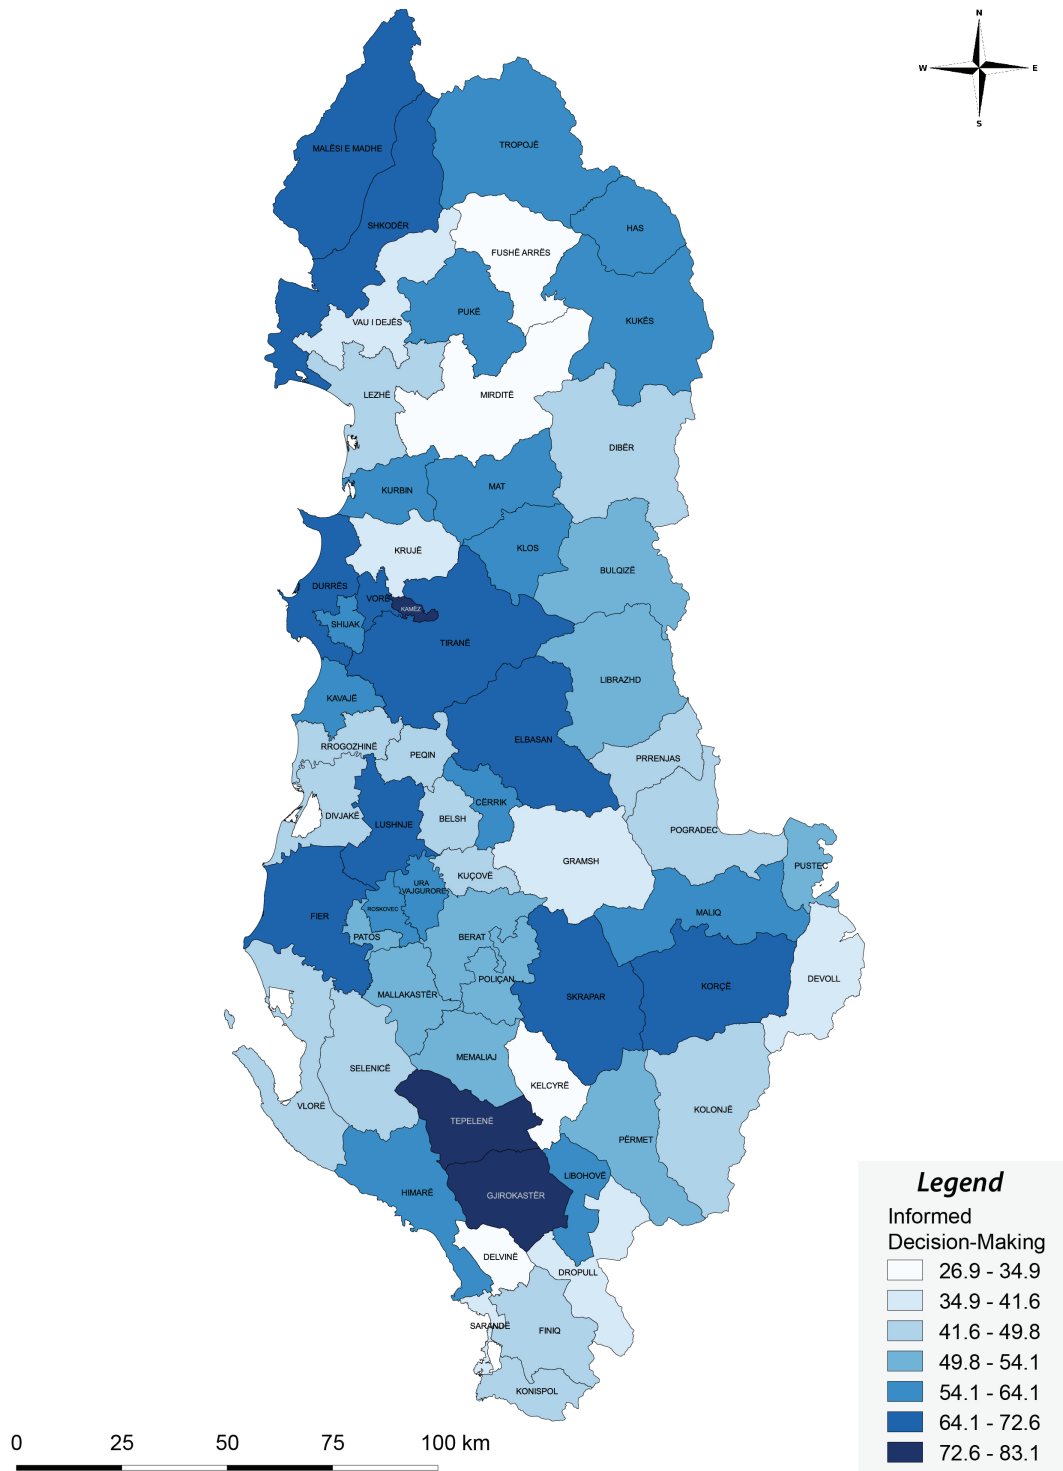 N
W
E
S
MALËSI E MADHE
TROPOJË
SHKODËR
HAS
FUSHË ARRËS
PUKË
KUKËS
VAU I DEJËS
LEZHË
MIRDITË
DIBËR
KURBIN
MAT
KRUJË
KLOS
BULQIZË
DURRËS
VORË
KAMËZ
SHIJAK
TIRANË
LIBRAZHD
KAVAJË
RROGOZHINË
PEQIN
ELBASAN
PRRENJAS
CËRRIK
DIVJAKË
LUSHNJE
BELSH
POGRADEC
GRAMSH
PUSTEC
KUÇOVË
URA
VAJGURORE
ROSKOVEC
FIER
MALIQ
PATOS
BERAT
POLIÇAN
DEVOLL
MALLAKASTËR
SKRAPAR
KORÇË
MEMALIAJ
SELENICË
KELCYRË
VLORË
KOLONJË
TEPELENË
PËRMET
LIBOHOVË
HIMARË
GJIROKASTËR
DELVINË
DROPULL
SARANDË
FINIQ
KONISPOL
Legend
Informed
Decision-Making
26.9 - 34.9
34.9 - 41.6
41.6 - 49.8
49.8 - 54.1
54.1 - 64.1
64.1 - 72.6
72.6 - 83.1
0 25 50 75 100 km